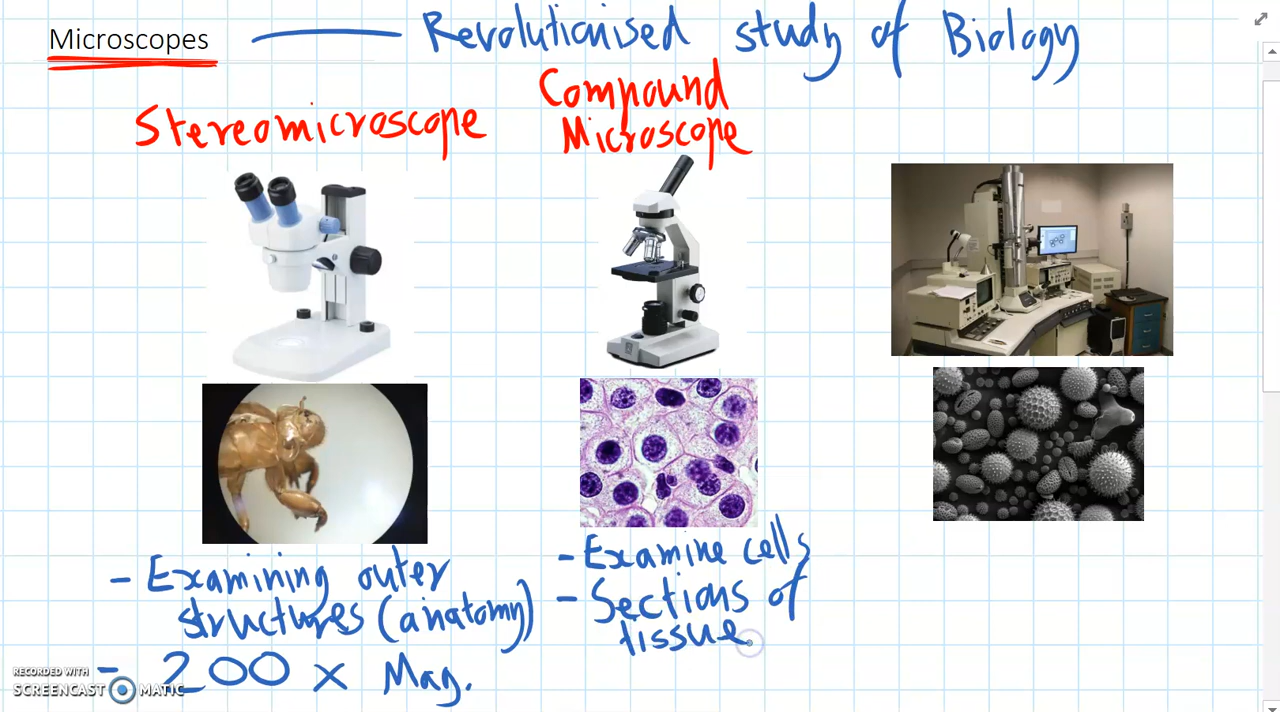 Microscopes — Revolutionised study of Biology
Stereomicroscope
Compound
Microscope
- Examining outer
structures (anatomy)
- 200 x Mag.
- Examine cells
- Sections of
tissue
RECORDED WITH
SCREENCAST MATIC